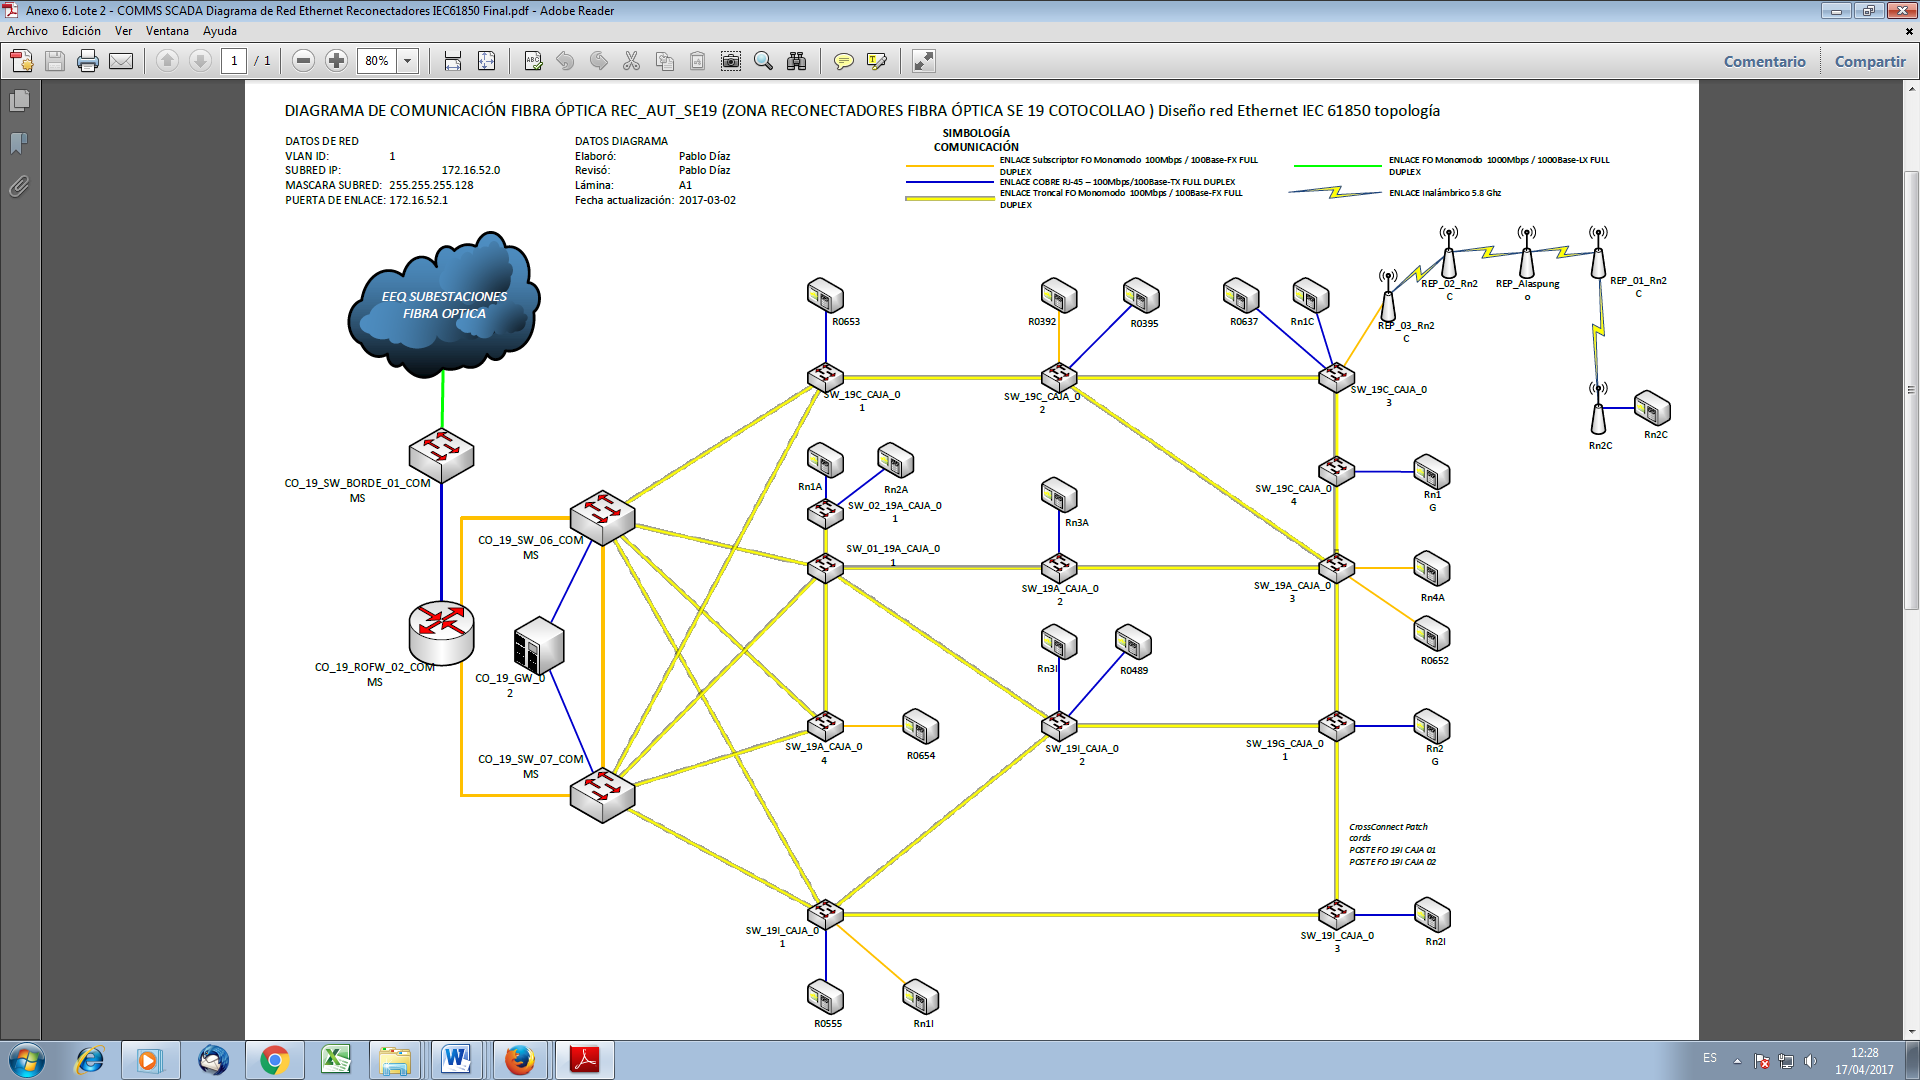 Anexo 6. Lote 2 - COMMS SCADA Diagrama de Red Ethernet Reconectadores IEC61850 Final.pdf - Adobe Reader
Archivo Edición Ver Ventana Ayuda
1 / 1 80% Comentario Compartir
DIAGRAMA DE COMUNICACIÓN FIBRA ÓPTICA REC_AUT_SE19 (ZONA RECONECTADORES FIBRA ÓPTICA SE 19 COTOCOLLAO ) Diseño red Ethernet IEC 61850 topología
DATOS DE RED
VLAN ID: 1
SUBRED IP: 172.16.52.0
MASCARA SUBRED: 255.255.255.128
PUERTA DE ENLACE: 172.16.52.1
DATOS DIAGRAMA
Elaboró: Pablo Díaz
Revisó: Pablo Díaz
Lámina: A1
Fecha actualización: 2017-03-02
SIMBOLOGÍA
COMUNICACIÓN
ENLACE Subscriptor FO Monomodo 100Mbps / 100Base-FX FULL
DUPLEX
ENLACE COBRE RJ-45 – 100Mbps/100Base-TX FULL DUPLEX
ENLACE Troncal FO Monomodo 100Mbps / 100Base-FX FULL
DUPLEX
ENLACE FO Monomodo 1000Mbps / 1000Base-LX FULL
DUPLEX
ENLACE Inalámbrico 5.8 Ghz
EEQ SUBESTACIONES
FIBRA OPTICA
R0653
R0392
R0395
R0637
Rn1C
REP_03_Rn2
C
REP_02_Rn2
C
REP_Alaspung
o
REP_01_Rn2
C
SW_19C_CAJA_0
1
SW_19C_CAJA_0
2
SW_19C_CAJA_0
3
Rn2C
Rn2C
CO_19_SW_BORDE_01_COM
MS
Rn1A
Rn2A
SW_02_19A_CAJA_0
1
SW_19C_CAJA_0
4
Rn1
G
Rn3A
CO_19_SW_06_COM
MS
SW_01_19A_CAJA_0
1
SW_19A_CAJA_0
2
SW_19A_CAJA_0
3
Rn4A
R0652
CO_19_ROFW_02_COM
MS
CO_19_GW_0
2
Rn3I
R0489
SW_19A_CAJA_0
4
R0654
SW_19I_CAJA_0
2
SW_19G_CAJA_0
1
Rn2
G
CO_19_SW_07_COM
MS
CrossConnect Patch
cords
POSTE FO 19I CAJA 01
POSTE FO 19I CAJA 02
SW_19I_CAJA_0
1
SW_19I_CAJA_0
3
Rn2I
R0555
Rn1I
ES
12:28
17/04/2017